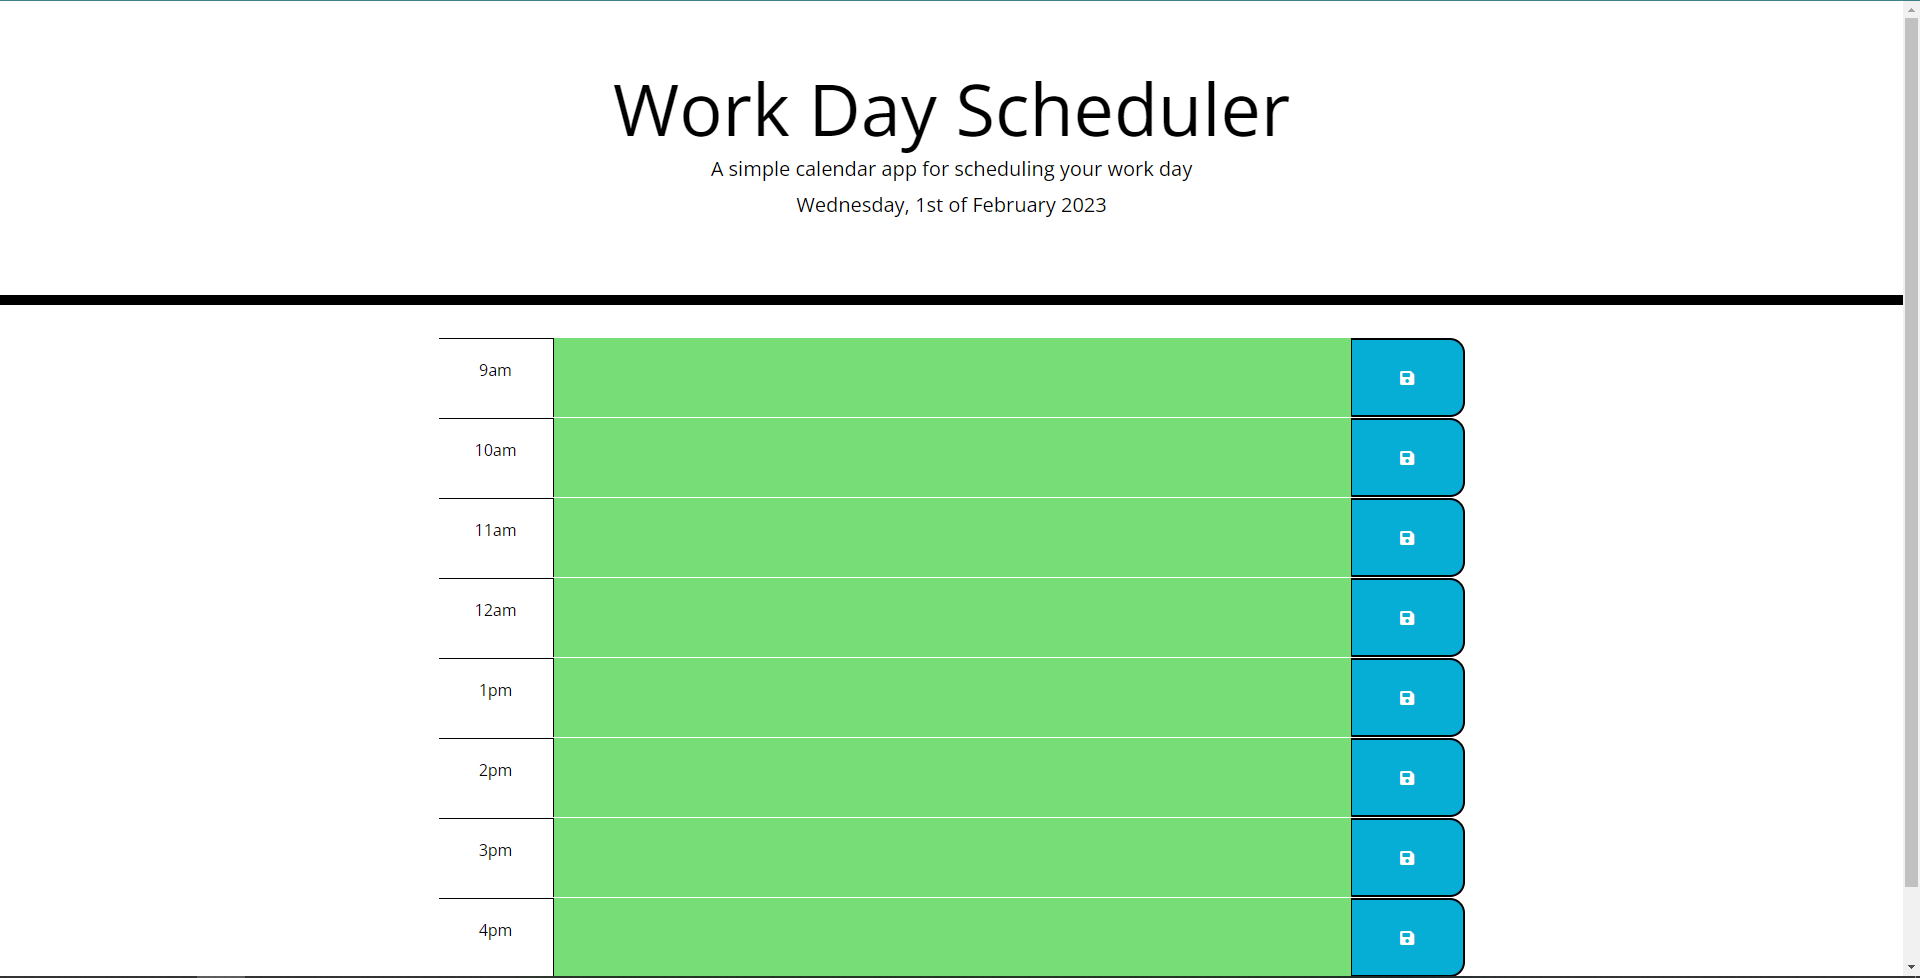 Work Day Scheduler
A simple calendar app for scheduling your work day
Wednesday, 1st of February 2023
9am
10am
11am
12am
1pm
2pm
3pm
4pm